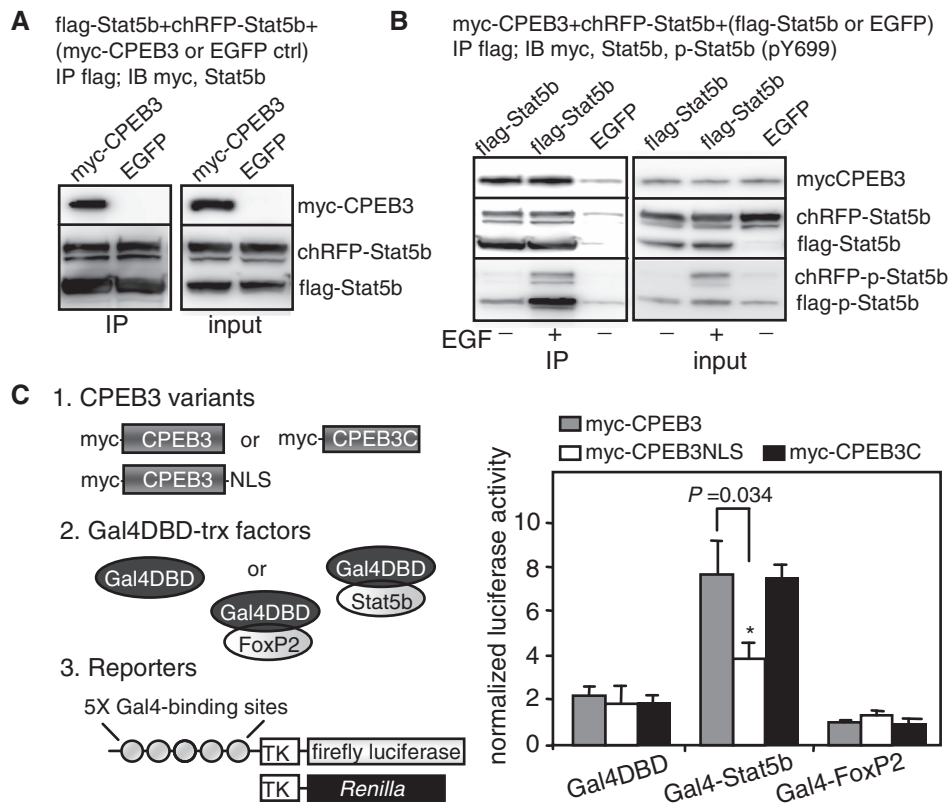 A
flag-Stat5b+chRFP-Stat5b+
(myc-CPEB3 or EGFP ctrl)
IP flag; IB myc, Stat5b
myc-CPEB3
EGFP
myc-CPEB3
EGFP
myc-CPEB3
chRFP-Stat5b
flag-Stat5b
IP
input
B
myc-CPEB3+chRFP-Stat5b+(flag-Stat5b or EGFP)
IP flag; IB myc, Stat5b, p-Stat5b (pY699)
flag-Stat5b
flag-Stat5b
EGFP
flag-Stat5b
flag-Stat5b
EGFP
mycCPEB3
chRFP-Stat5b
flag-Stat5b
chRFP-p-Stat5b
flag-p-Stat5b
EGF − + − − + −
IP
input
C
1. CPEB3 variants
myc-CPEB3 or myc-CPEB3C
myc-CPEB3-NLS
2. Gal4DBD-trx factors
Gal4DBD
or
Gal4DBD
FoxP2
Gal4DBD
Stat5b
3. Reporters
5X Gal4-binding sites
TK firefly luciferase
TK Renilla
myc-CPEB3
myc-CPEB3NLS
myc-CPEB3C
normalized luciferase activity
10
8
6
4
2
0
P =0.034
*
Gal4DBD
Gal4-Stat5b
Gal4-FoxP2